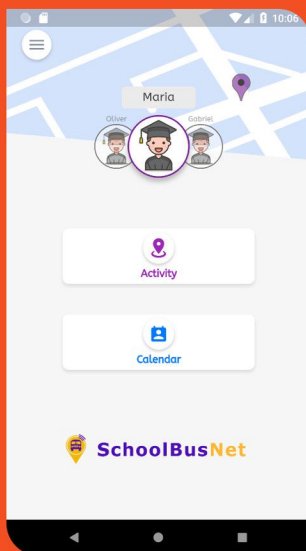 10:06
Maria
Oliver
Gabriel
Activity
Calendar
SchoolBusNet